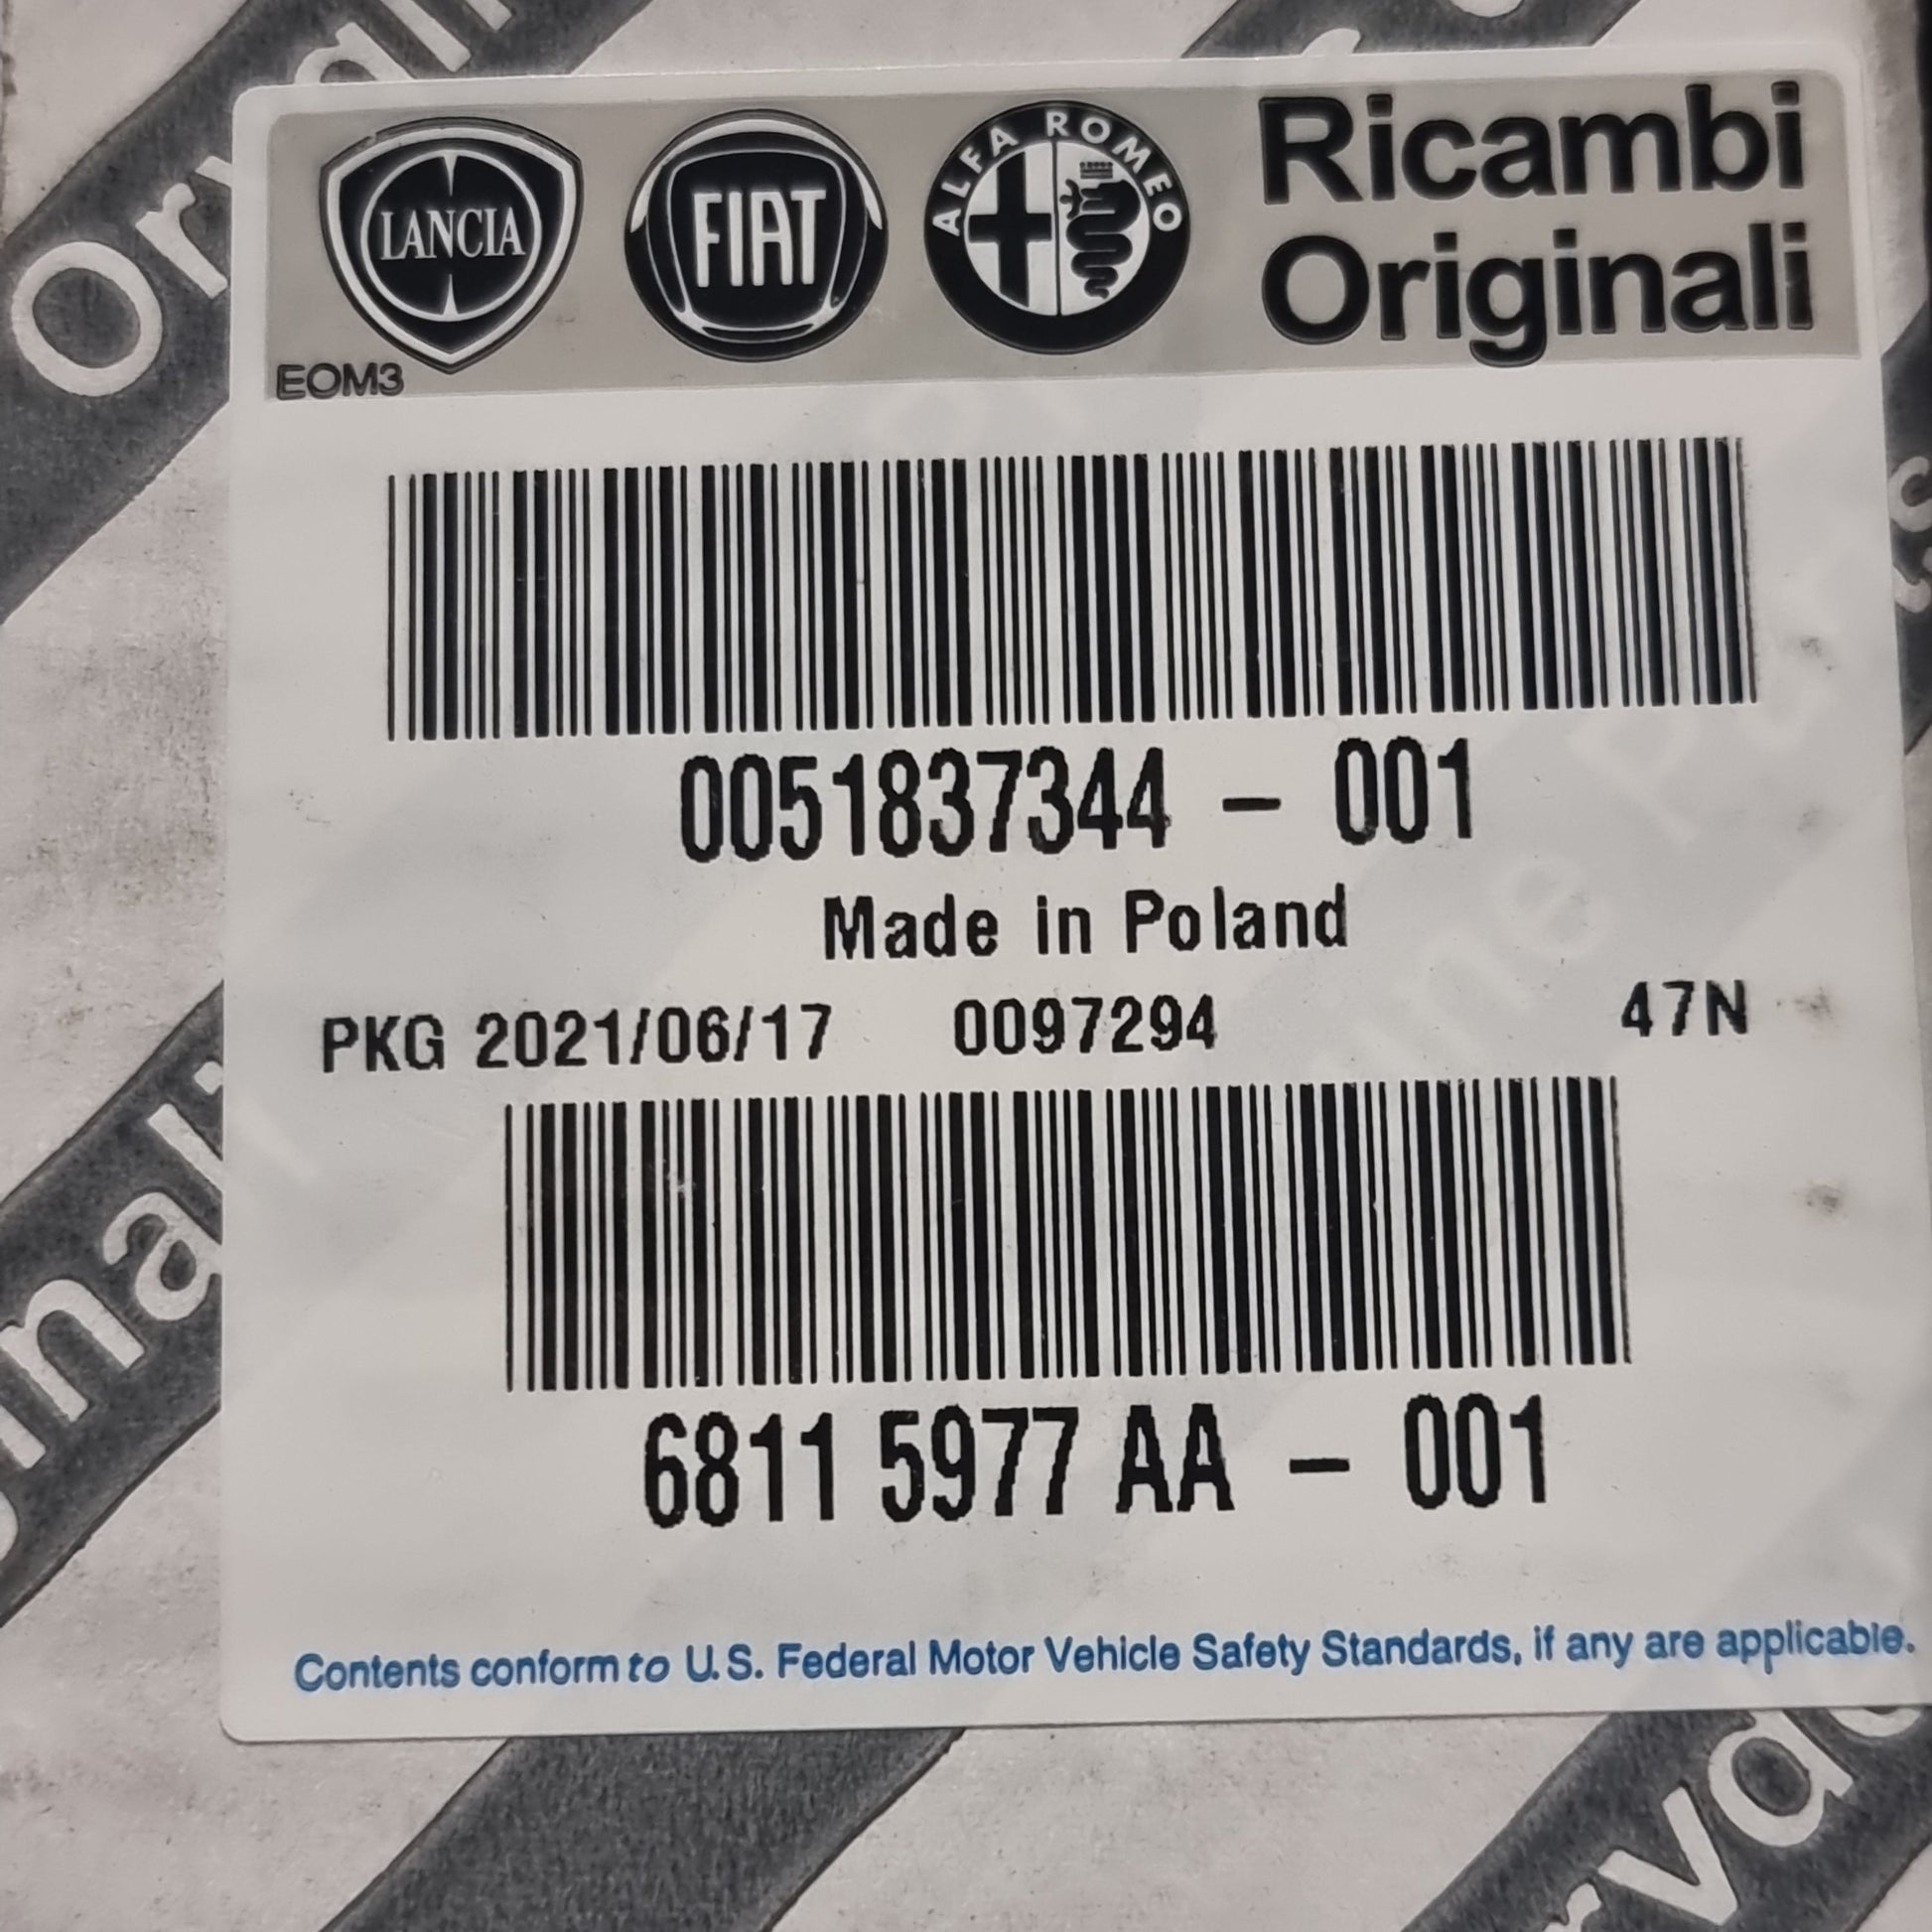 LANCIA FIAT ALFA ROMEO Ricambi
Originali
EOM3
0051837344 - 001
Made in Poland
PKG 2021/06/17 0097294 47N
6811 5977 AA - 001
Contents conform to U.S. Federal Motor Vehicle Safety Standards, if any are applicable.